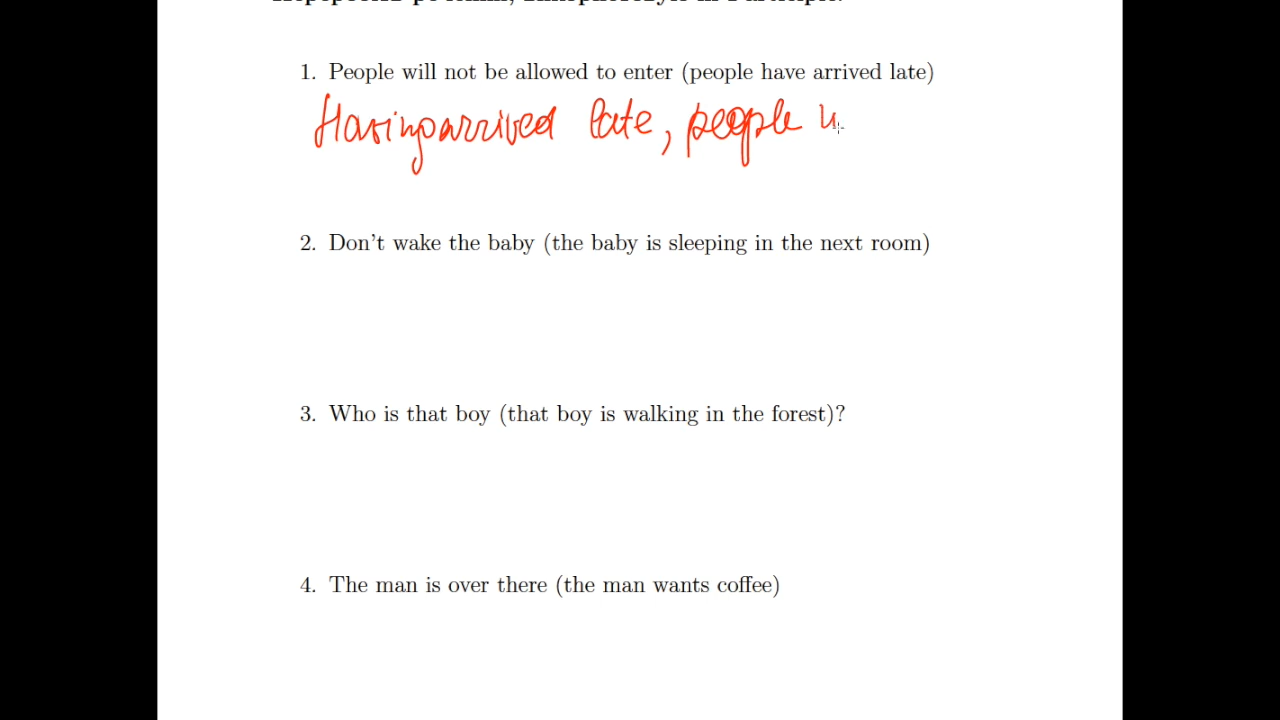 1. People will not be allowed to enter (people have arrived late)
Having arrived late, people
2. Don't wake the baby (the baby is sleeping in the next room)
3. Who is that boy (that boy is walking in the forest)?
4. The man is over there (the man wants coffee)